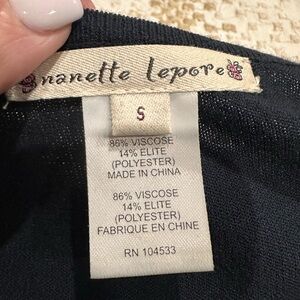 nanette lepore
S
86% VISCOSE
14% ELITE
(POLYESTER)
MADE IN CHINA
86% VISCOSE
14% ELITE
(POLYESTER)
FABRIQUE EN CHINE
RN 104533